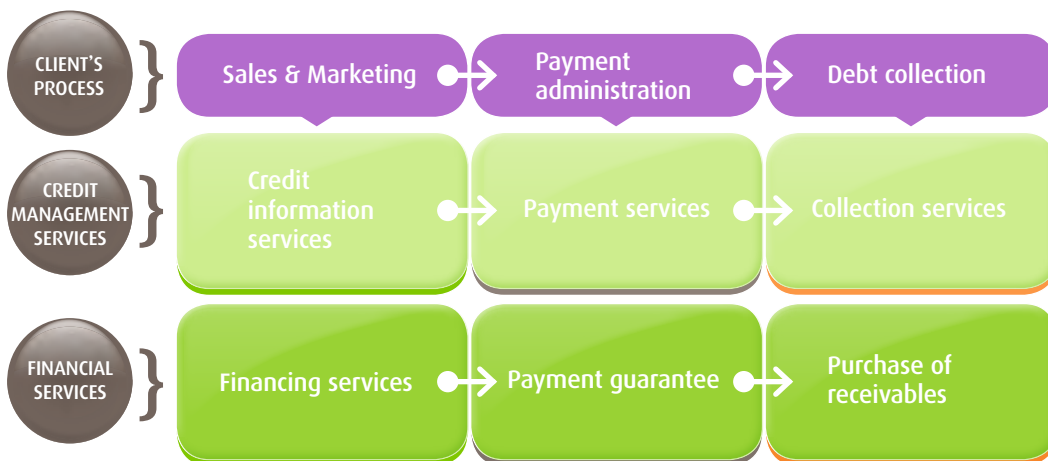 CLIENT'S
PROCESS
Sales & Marketing
Payment
administration
Debt collection
CREDIT
MANAGEMENT
SERVICES
Credit
information
services
Payment services
Collection services
FINANCIAL
SERVICES
Financing services
Payment guarantee
Purchase of
receivables